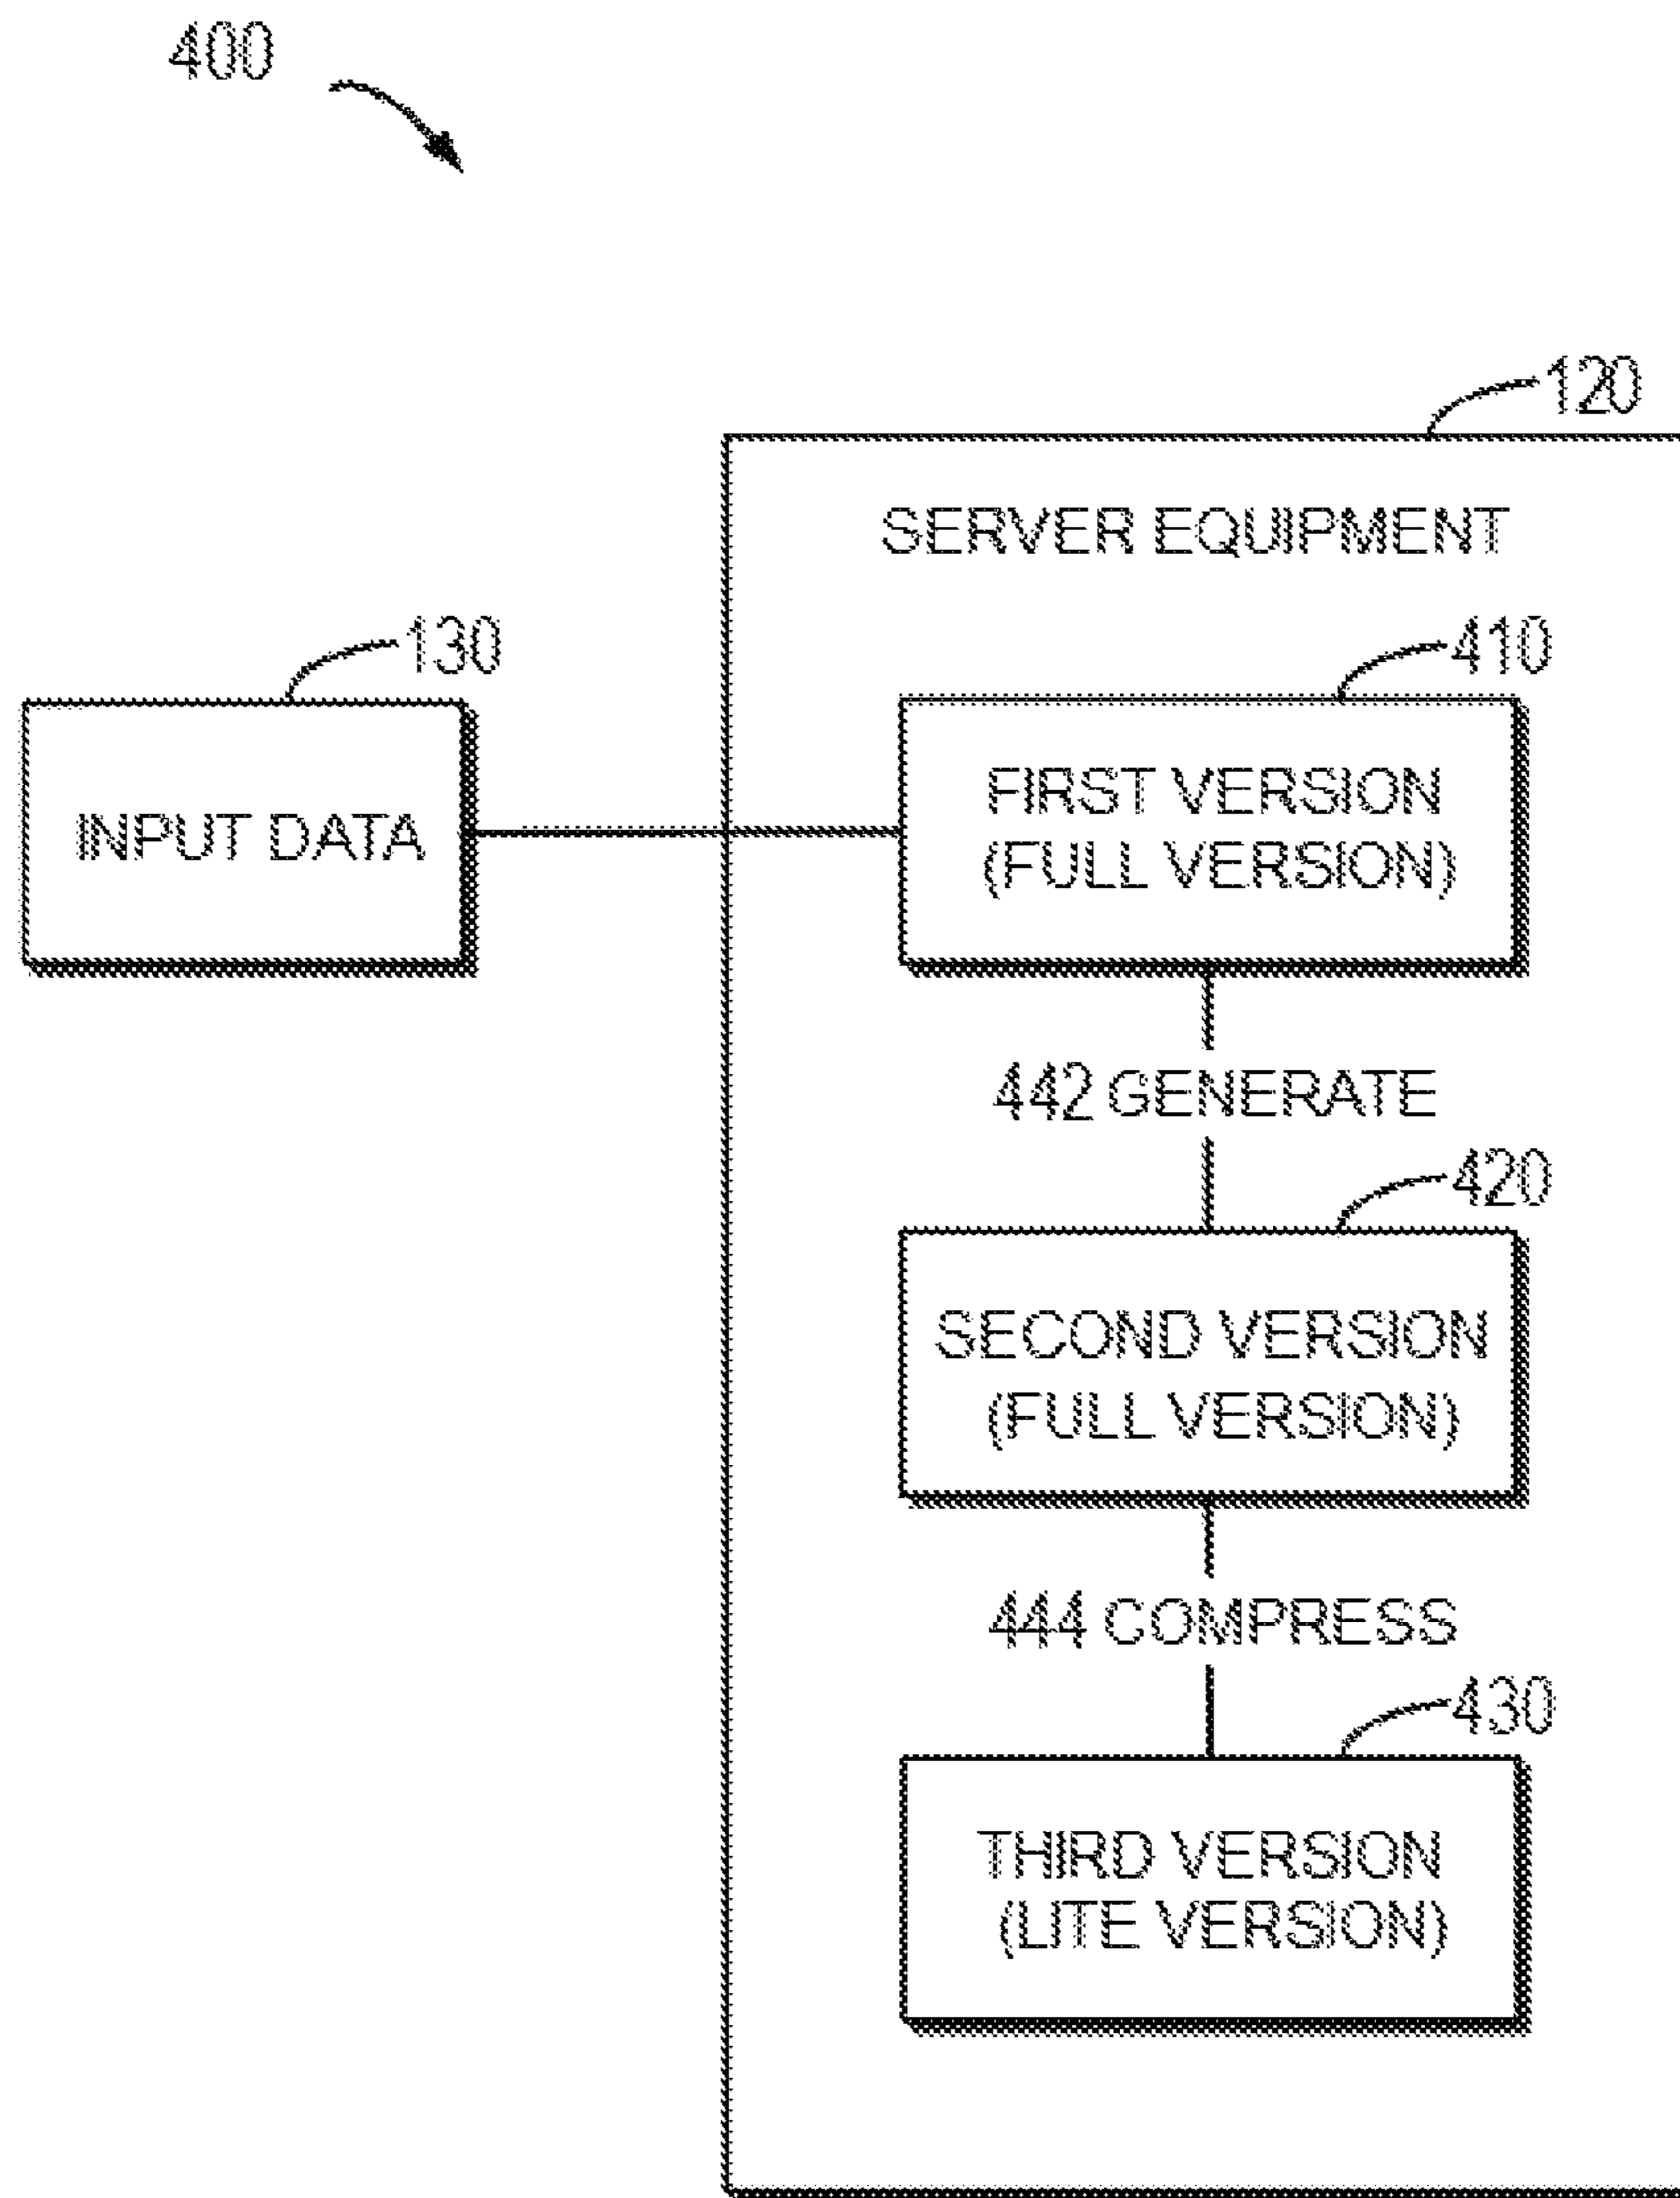 400
120
SERVER EQUIPMENT
130
410
INPUT DATA
FIRST VERSION
(FULL VERSION)
442 GENERATE
420
SECOND VERSION
(FULL VERSION)
444 COMPRESS
430
THIRD VERSION
(LITE VERSION)